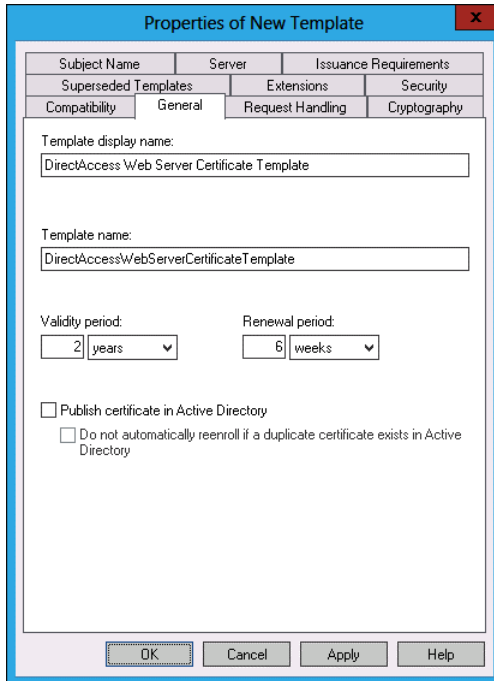 Properties of New Template
x
Subject Name Server Issuance Requirements
Superseded Templates Extensions Security
Compatibility General Request Handling Cryptography
Template display name:
DirectAccess Web Server Certificate Template
Template name:
DirectAccessWebServerCertificateTemplate
Validity period: Renewal period:
2 years 6 weeks
Publish certificate in Active Directory
Do not automatically reenroll if a duplicate certificate exists in Active
Directory
OK Cancel Apply Help